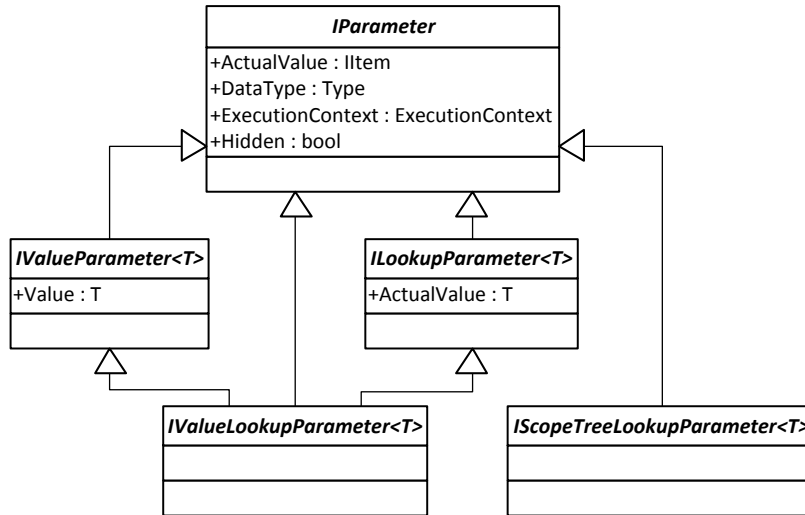 IParameter
+ActualValue : IItem
+DataType : Type
+ExecutionContext : ExecutionContext
+Hidden : bool
IValueParameter<T>
+Value : T
ILookupParameter<T>
+ActualValue : T
IValueLookupParameter<T>
IScopeTreeLookupParameter<T>